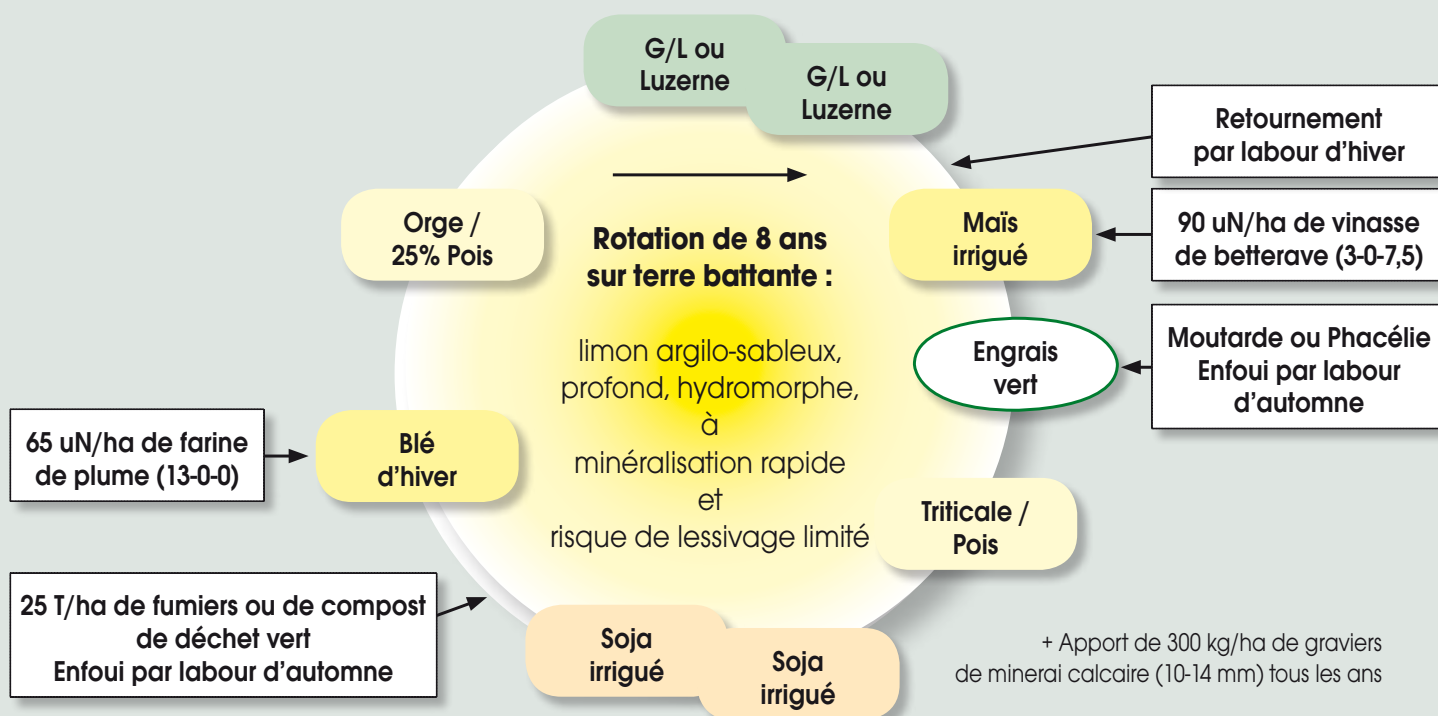 G/L ou
Luzerne
G/L ou
Luzerne
Retournement
par labour d'hiver
Orge /
25% Pois
Rotation de 8 ans
sur terre battante :
Maïs
irrigué
90 uN/ha de vinasse
de betterave (3-0-7,5)
limon argilo-sableux,
profond, hydromorphe,
à
minéralisation rapide
et
risque de lessivage limité
Engrais
vert
Moutarde ou Phacélie
Enfoui par labour
d'automne
65 uN/ha de farine
de plume (13-0-0)
Blé
d'hiver
Triticale /
Pois
25 T/ha de fumiers ou de compost
de déchet vert
Enfoui par labour d'automne
Soja
irrigué
Soja
irrigué
+ Apport de 300 kg/ha de graviers
de minerai calcaire (10-14 mm) tous les ans